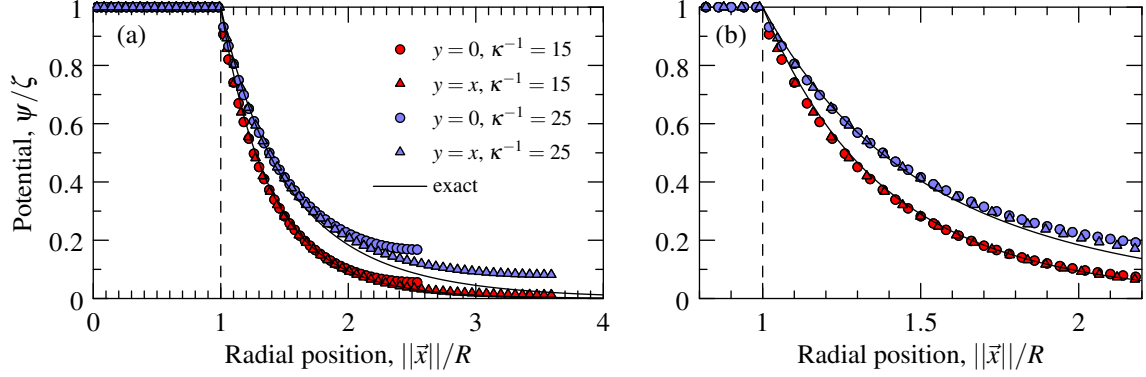 1
0.8
0.6
0.4
0.2
0
0
1
2
3
4
Potential, ψ/ζ
Radial position, ||x⃗||/R
(a)
y = 0, κ⁻¹ = 15
y = x, κ⁻¹ = 15
y = 0, κ⁻¹ = 25
y = x, κ⁻¹ = 25
exact
1
0.8
0.6
0.4
0.2
0
1
1.5
2
Radial position, ||x⃗||/R
(b)